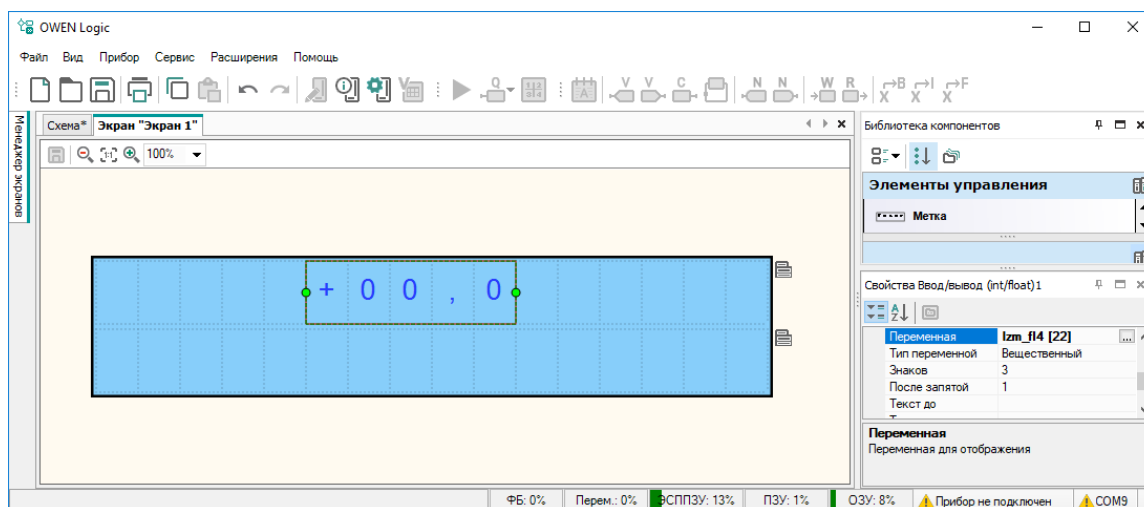 OWEN Logic
Файл Вид Прибор Сервис Расширения Помощь
Схема* Экран "Экран 1"
Библиотека компонентов
Менеджер экранов
100%
Элементы управления
Метка
+ 0 0 , 0
Свойства Ввод/вывод (int/float)1
Переменная Izm_fl4 [22] ...
Тип переменной Вещественный
Знаков 3
После запятой 1
Текст до
Переменная
Переменная для отображения
ФБ: 0% Перем.: 0% ЭСППЗУ: 13% ПЗУ: 1% ОЗУ: 8% Прибор не подключен COM9